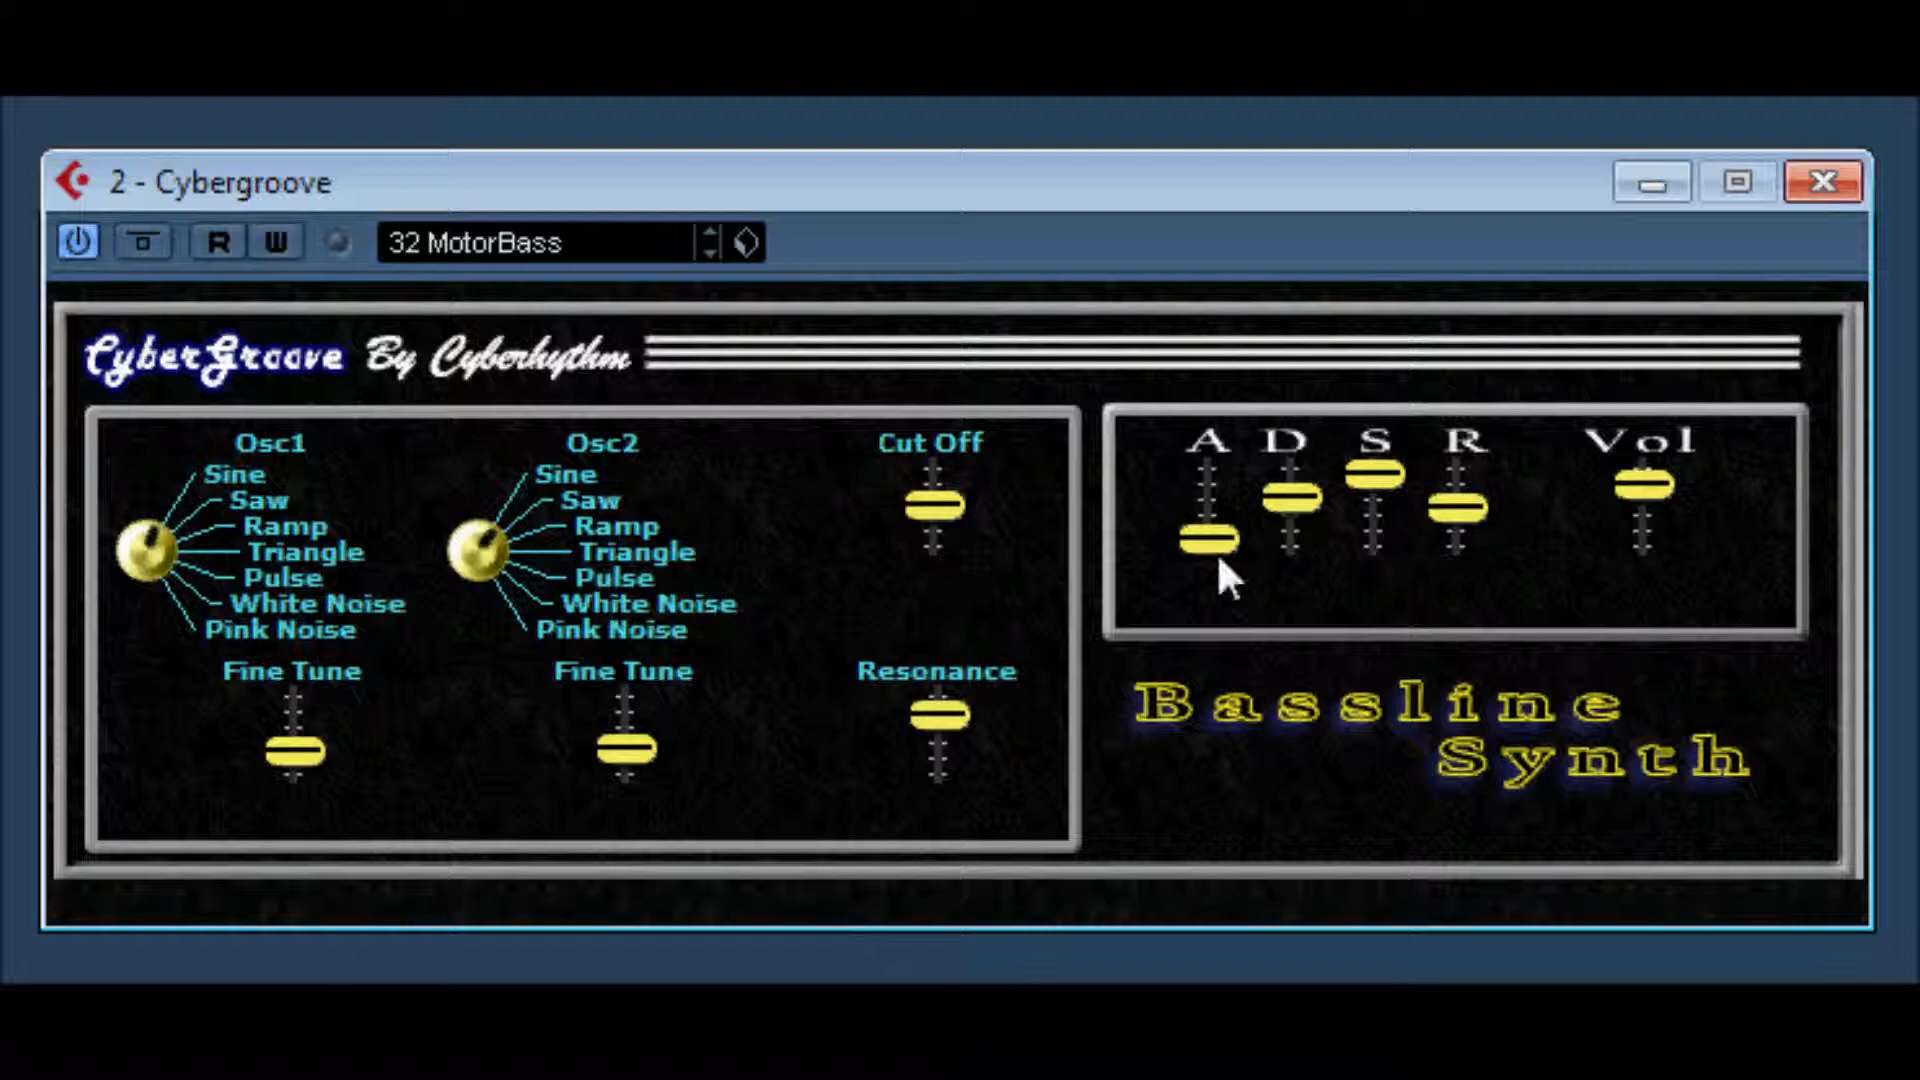 2 - Cybergroove
R W 32 MotorBass
CyberGroove By Cyberhythm
Osc1
Sine
Saw
Ramp
Triangle
Pulse
White Noise
Pink Noise
Fine Tune
Osc2
Sine
Saw
Ramp
Triangle
Pulse
White Noise
Pink Noise
Fine Tune
Cut Off
Resonance
A D S R Vol
Bassline
Synth